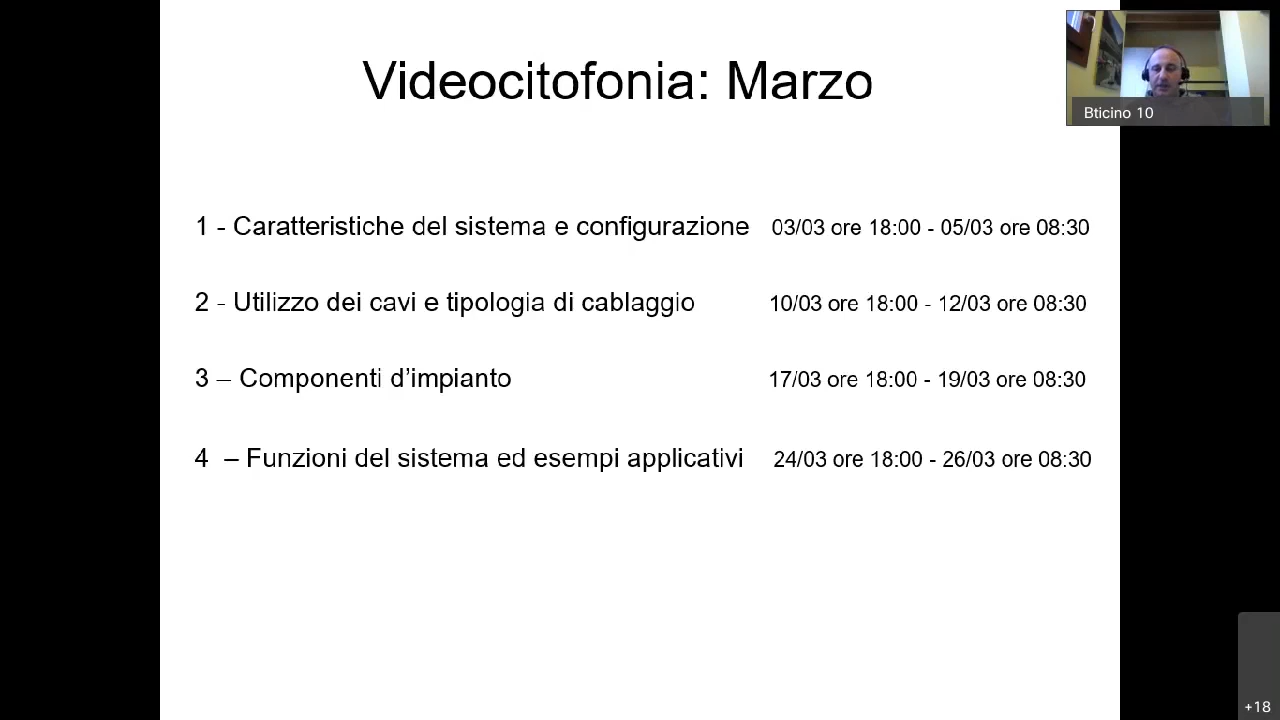 Videocitofonia: Marzo
Bticino 10
1 - Caratteristiche del sistema e configurazione 03/03 ore 18:00 - 05/03 ore 08:30
2 - Utilizzo dei cavi e tipologia di cablaggio 10/03 ore 18:00 - 12/03 ore 08:30
3 – Componenti d’impianto 17/03 ore 18:00 - 19/03 ore 08:30
4 – Funzioni del sistema ed esempi applicativi 24/03 ore 18:00 - 26/03 ore 08:30
+18